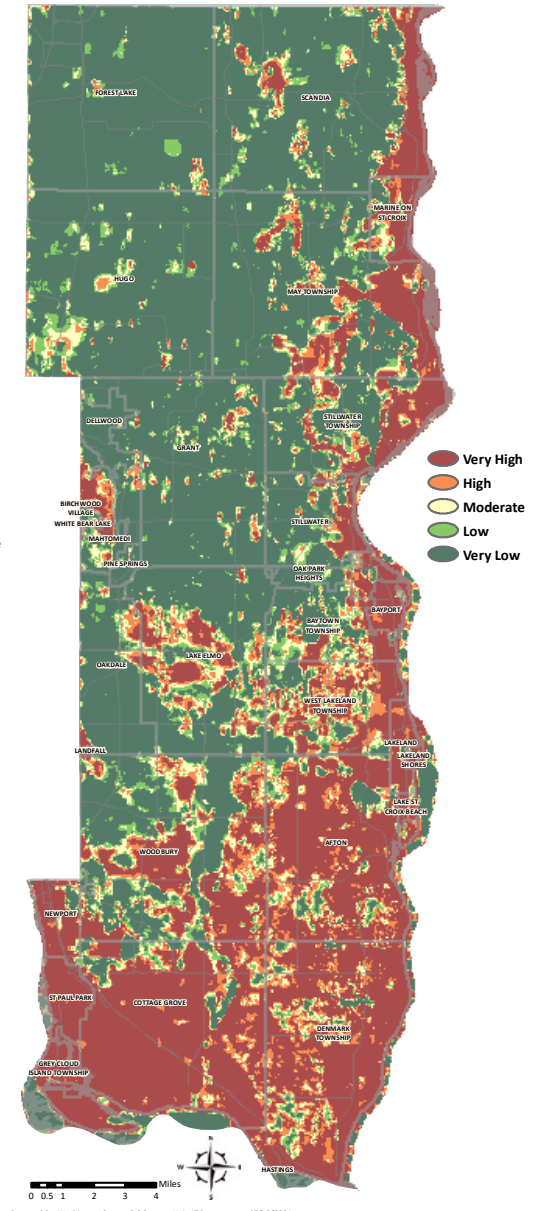 FOREST LAKE
SCANDIA
MARINE ON
ST CROIX
HUGO
MAY TOWNSHIP
DELLWOOD
STILLWATER
TOWNSHIP
GRANT
Very High
High
Moderate
Low
Very Low
BIRCHWOOD
VILLAGE
WHITE BEAR LAKE
STILLWATER
MAHTOMEDI
PINE SPRINGS
OAK PARK
HEIGHTS
BAYPORT
BAYTOWN
TOWNSHIP
LAKE ELMO
OAKDALE
WEST LAKELAND
TOWNSHIP
LAKELAND
LANDFALL
LAKELAND
SHORES
LAKE ST
CROIX BEACH
AFTON
WOODBURY
NEWPORT
ST PAUL PARK
COTTAGE GROVE
DENMARK
TOWNSHIP
GREY CLOUD
ISLAND TOWNSHIP
N
W E
S
HASTINGS
Miles
0 0.5 1 2 3 4